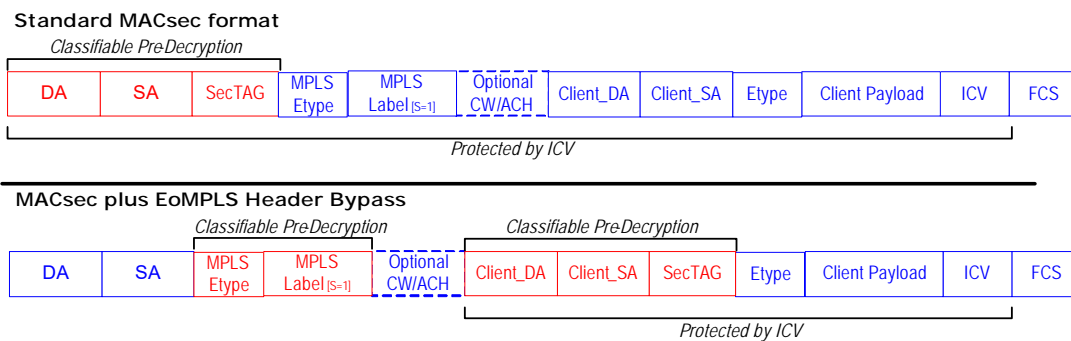 Standard MACsec format
Classifiable Pre-Decryption
DA SA SecTAG MPLS Etype MPLS Label [S=1] Optional CW/ACH Client_DA Client_SA Etype Client Payload ICV FCS
Protected by ICV
MACsec plus EoMPLS Header Bypass
Classifiable Pre-Decryption Classifiable Pre-Decryption
DA SA MPLS Etype MPLS Label [S=1] Optional CW/ACH Client_DA Client_SA SecTAG Etype Client Payload ICV FCS
Protected by ICV